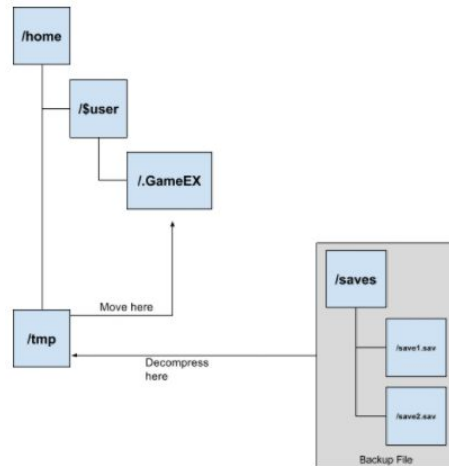 /home
/$user
/.GameEX
Move here
/tmp
Decompress
here
/saves
/save1.sav
/save2.sav
Backup File